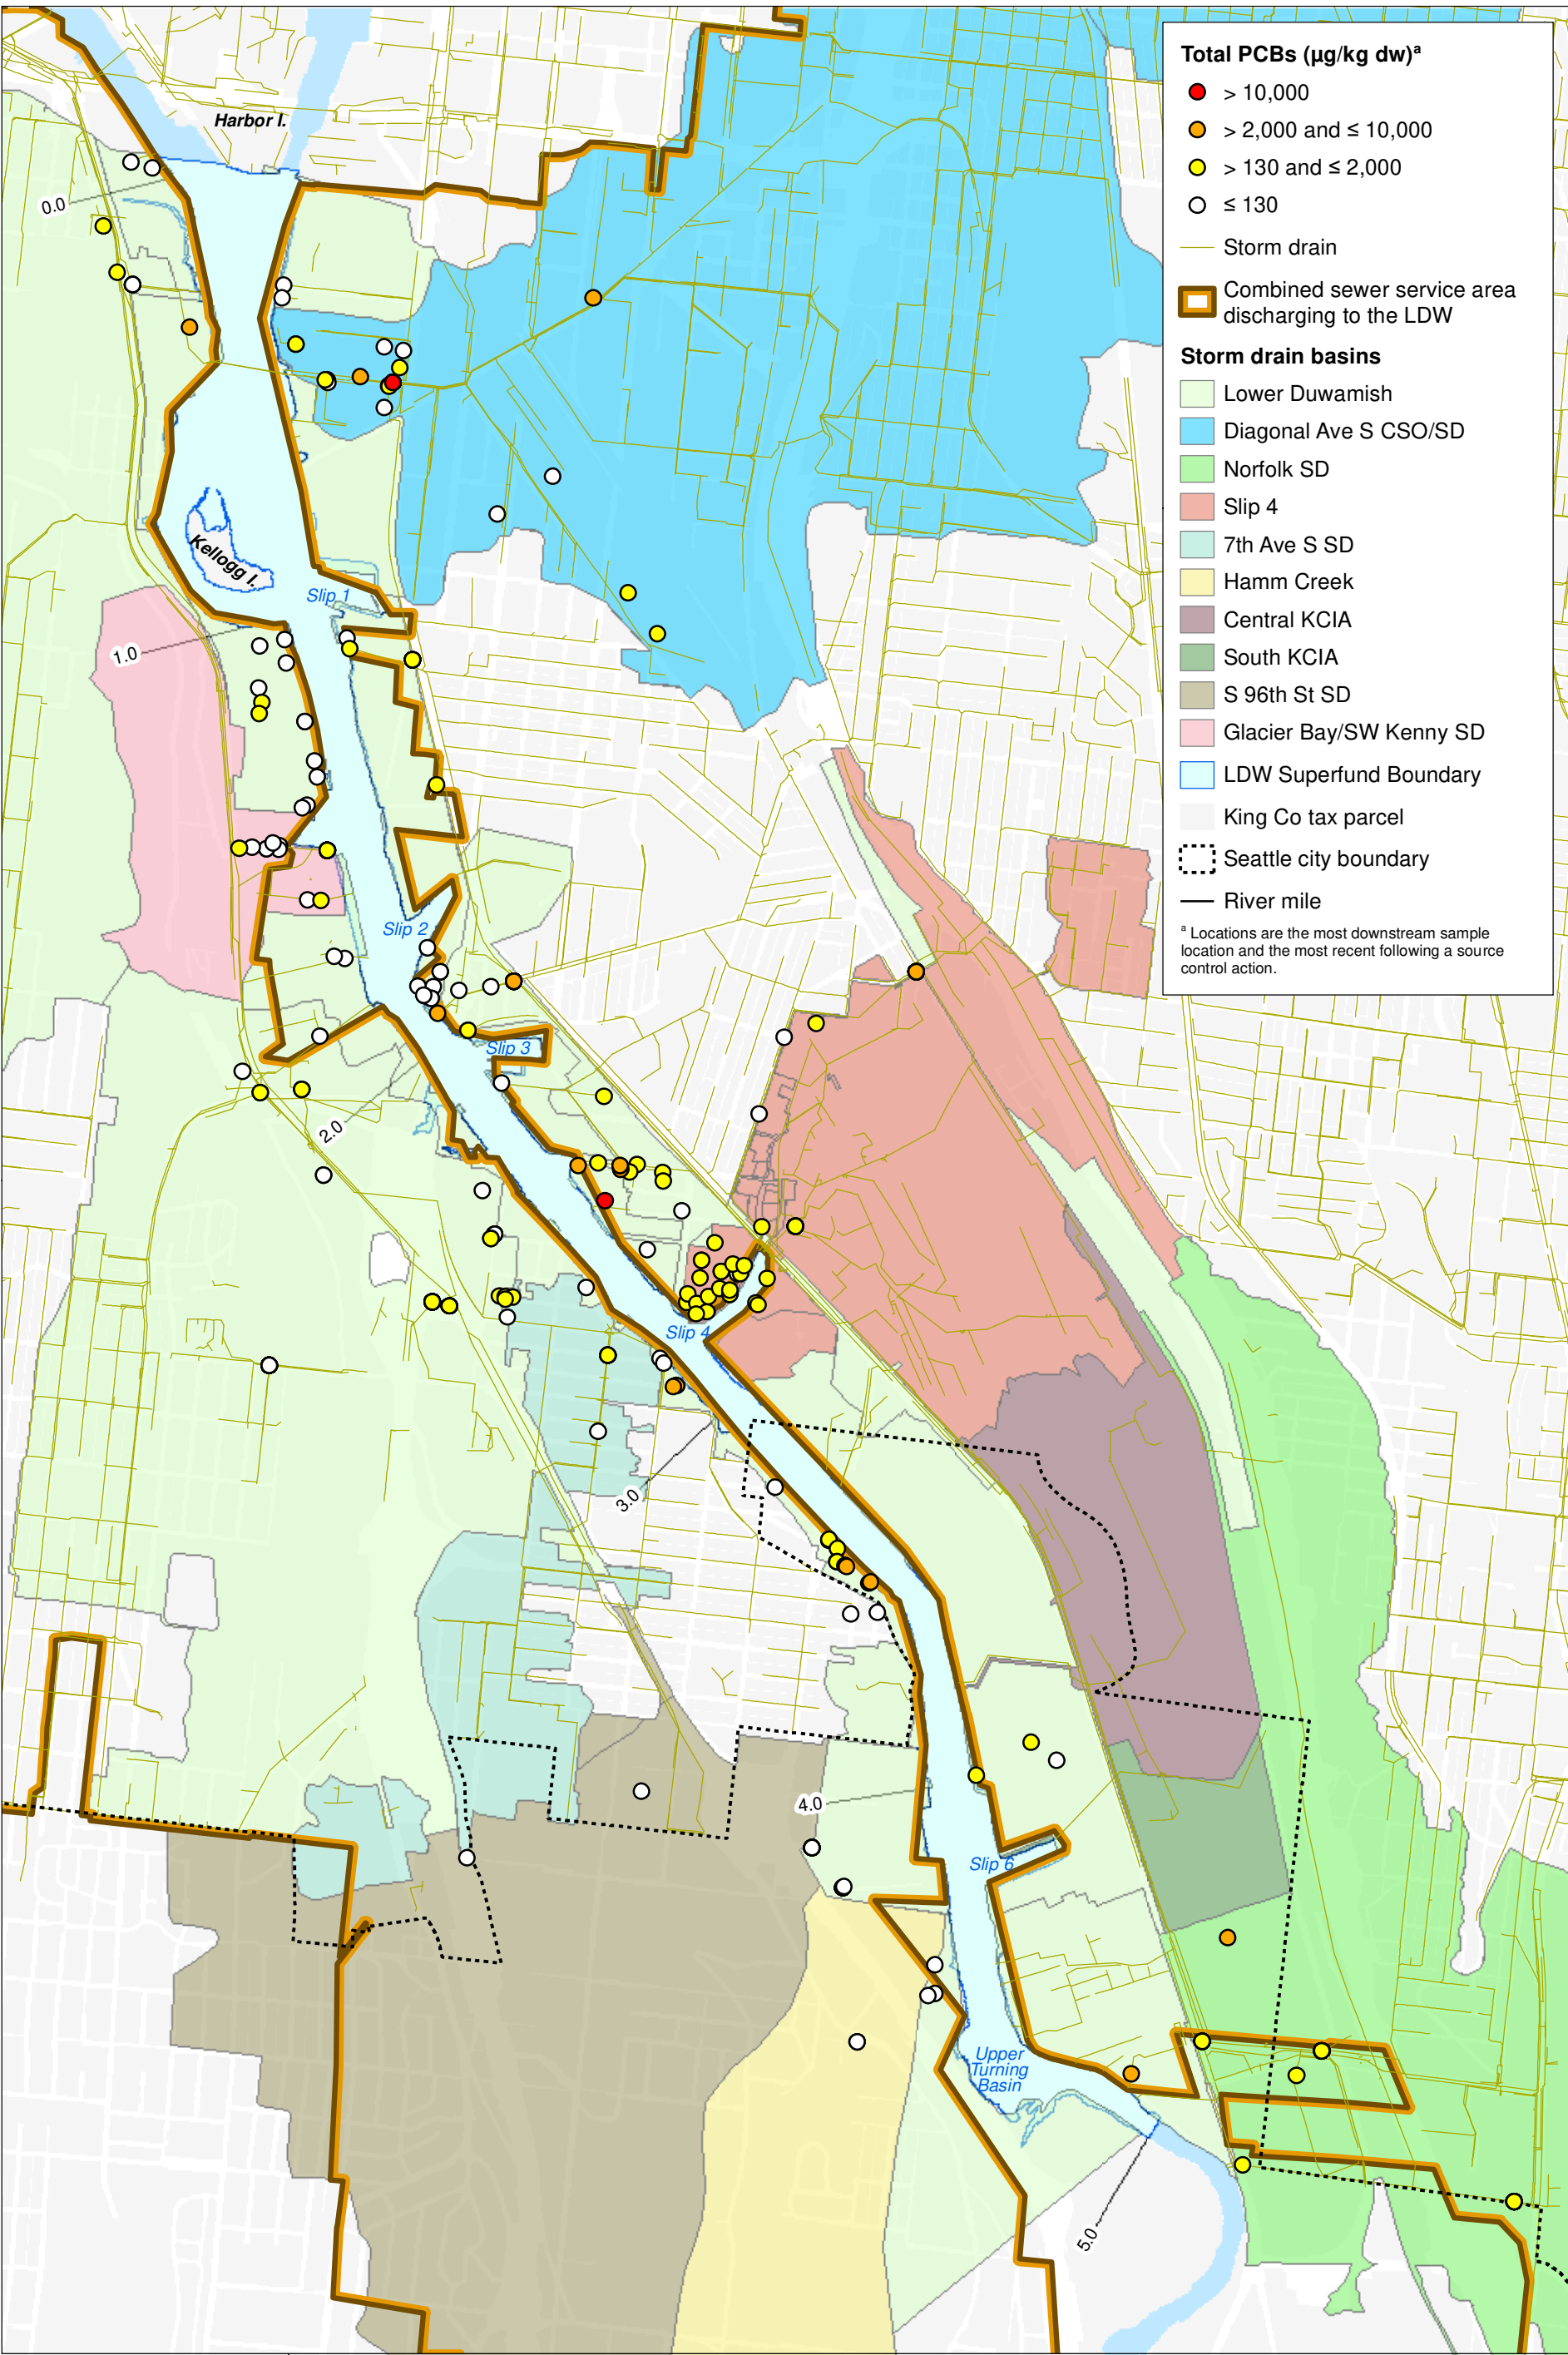 Harbor I.
0.0
Kellogg I.
Slip 1
1.0
Slip 2
Slip 3
2.0
Slip 4
3.0
4.0
Slip 6
Upper
Turning
Basin
5.0
Total PCBs (µg/kg dw)ᵃ
> 10,000
> 2,000 and ≤ 10,000
> 130 and ≤ 2,000
≤ 130
Storm drain
Combined sewer service area
discharging to the LDW
Storm drain basins
Lower Duwamish
Diagonal Ave S CSO/SD
Norfolk SD
Slip 4
7th Ave S SD
Hamm Creek
Central KCIA
South KCIA
S 96th St SD
Glacier Bay/SW Kenny SD
LDW Superfund Boundary
King Co tax parcel
Seattle city boundary
River mile
ᵃ Locations are the most downstream sample
location and the most recent following a source
control action.